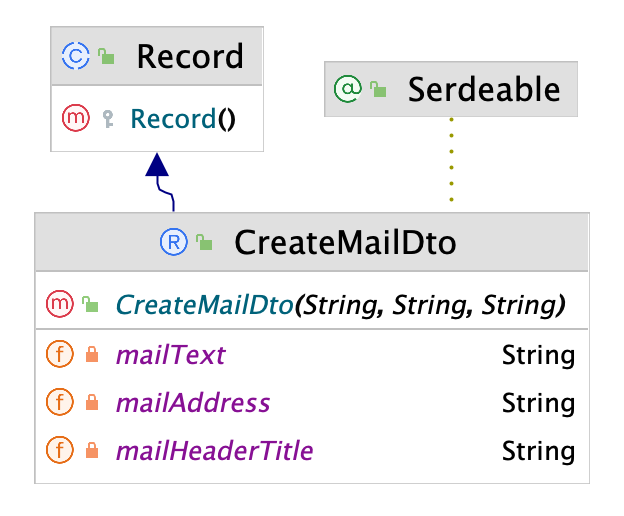 C Record
m Record()
@ Serdeable
R CreateMailDto
m CreateMailDto(String, String, String)
f mailText String
f mailAddress String
f mailHeaderTitle String